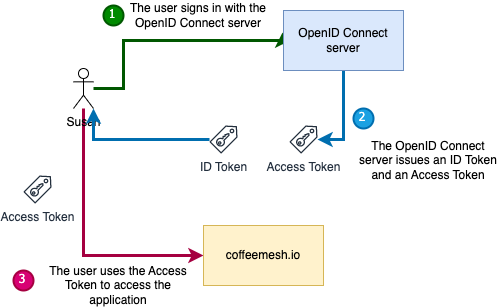 1
The user signs in with the
OpenID Connect server
OpenID Connect
server
Susan
2
The OpenID Connect
server issues an ID Token
and an Access Token
ID Token
Access Token
Access Token
coffeemesh.io
3
The user uses the Access
Token to access the
application